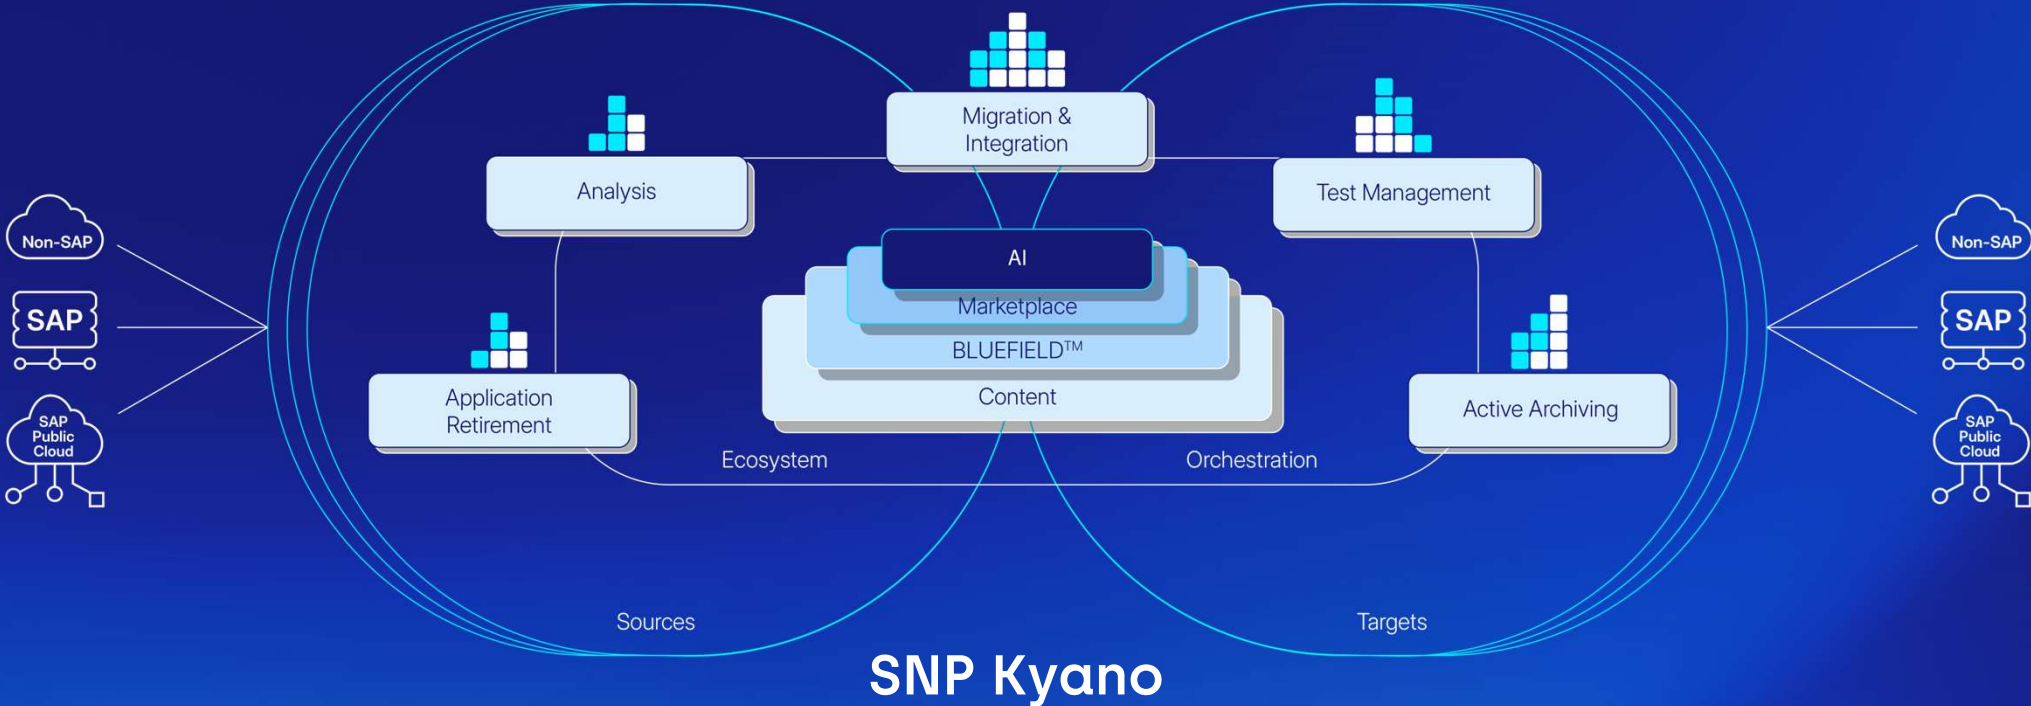 Migration &
Integration
Analysis
Test Management
Non-SAP
SAP
SAP
Public
Cloud
AI
Marketplace
BLUEFIELD™
Content
Application
Retirement
Active Archiving
Ecosystem
Orchestration
Non-SAP
SAP
SAP
Public
Cloud
Sources
Targets
SNP Kyano